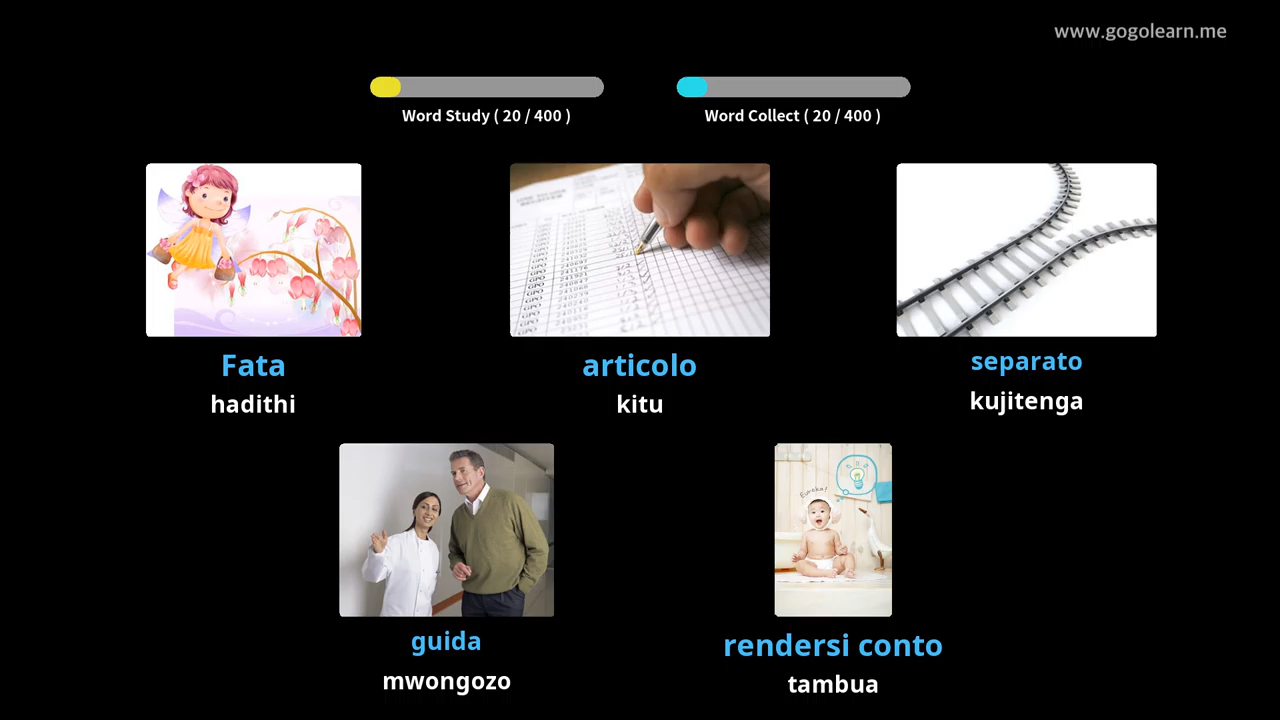 www.gogolearn.me
Word Study ( 20 / 400 )
Word Collect ( 20 / 400 )
Fata
hadithi
articolo
kitu
separato
kujitenga
Eureka!
guida
mwongozo
rendersi conto
tambua